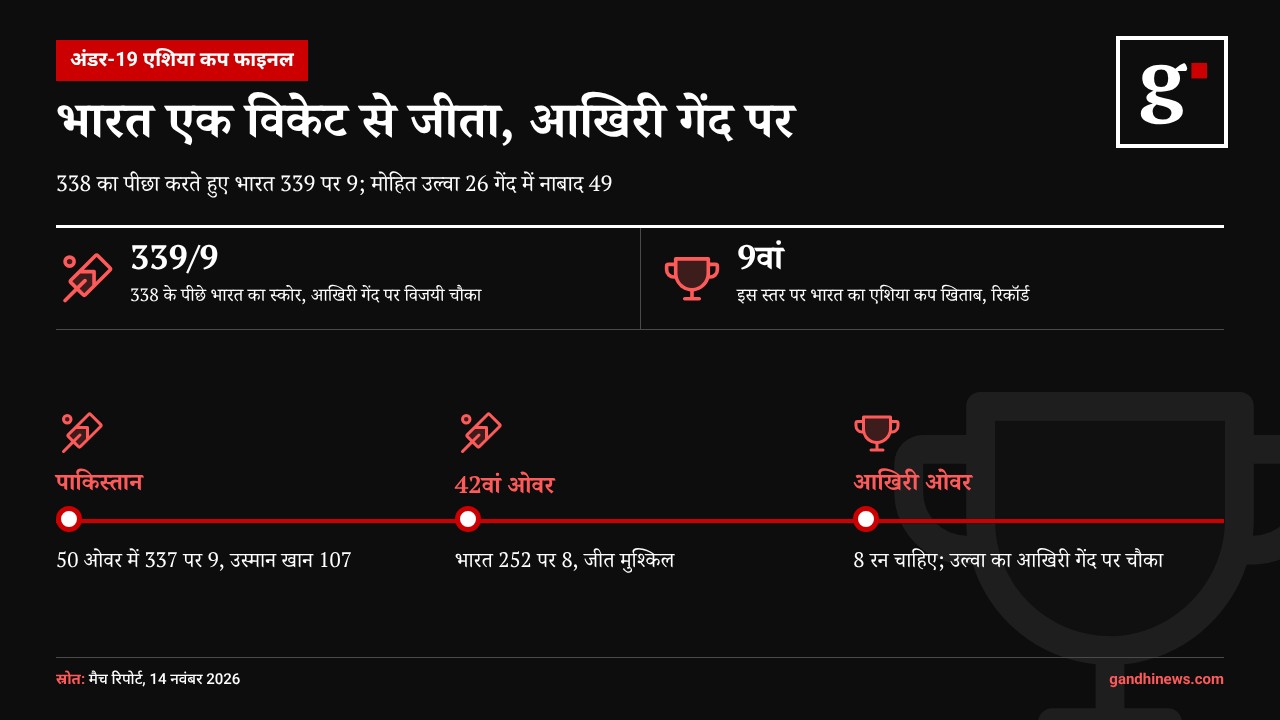 अंडर-19 एशिया कप फाइनल
g
भारत एक विकेट से जीता, आखिरी गेंद पर
338 का पीछा करते हुए भारत 339 पर 9; मोहित उल्वा 26 गेंद में नाबाद 49
339/9
338 के पीछे भारत का स्कोर, आखिरी गेंद पर विजयी चौका
9वां
इस स्तर पर भारत का एशिया कप खिताब, रिकॉर्ड
पाकिस्तान
50 ओवर में 337 पर 9, उस्मान खान 107
42वां ओवर
भारत 252 पर 8, जीत मुश्किल
आखिरी ओवर
8 रन चाहिए; उल्वा का आखिरी गेंद पर चौका
स्रोत: मैच रिपोर्ट, 14 नवंबर 2026
gandhinews.com